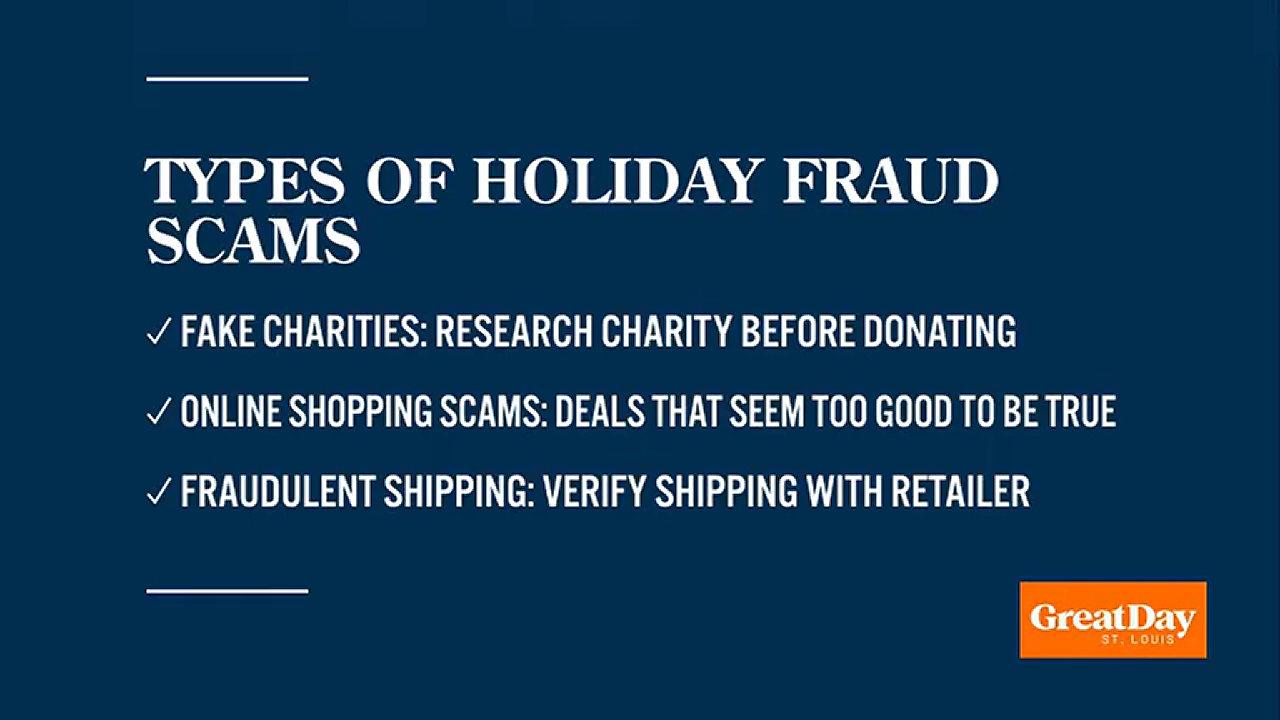 TYPES OF HOLIDAY FRAUD
SCAMS
✓ FAKE CHARITIES: RESEARCH CHARITY BEFORE DONATING
✓ ONLINE SHOPPING SCAMS: DEALS THAT SEEM TOO GOOD TO BE TRUE
✓ FRAUDULENT SHIPPING: VERIFY SHIPPING WITH RETAILER
GreatDay
ST. LOUIS